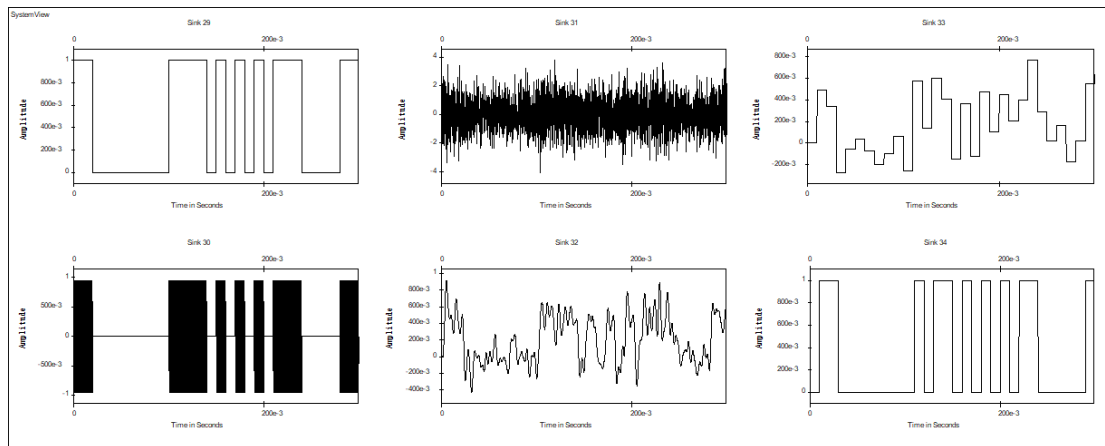 SystemView
Sink 29
0 200e-3
1
800e-3
600e-3
400e-3
200e-3
0
Amplitude
0 200e-3
Time in Seconds
Sink 31
0 200e-3
4
2
0
-2
-4
Amplitude
0 200e-3
Time in Seconds
Sink 33
0 200e-3
800e-3
600e-3
400e-3
200e-3
0
-200e-3
Amplitude
0 200e-3
Time in Seconds
Sink 30
0 200e-3
1
500e-3
0
-500e-3
-1
Amplitude
0 200e-3
Time in Seconds
Sink 32
0 200e-3
1
800e-3
600e-3
400e-3
200e-3
0
-200e-3
-400e-3
Amplitude
0 200e-3
Time in Seconds
Sink 34
0 200e-3
1
800e-3
600e-3
400e-3
200e-3
0
Amplitude
0 200e-3
Time in Seconds